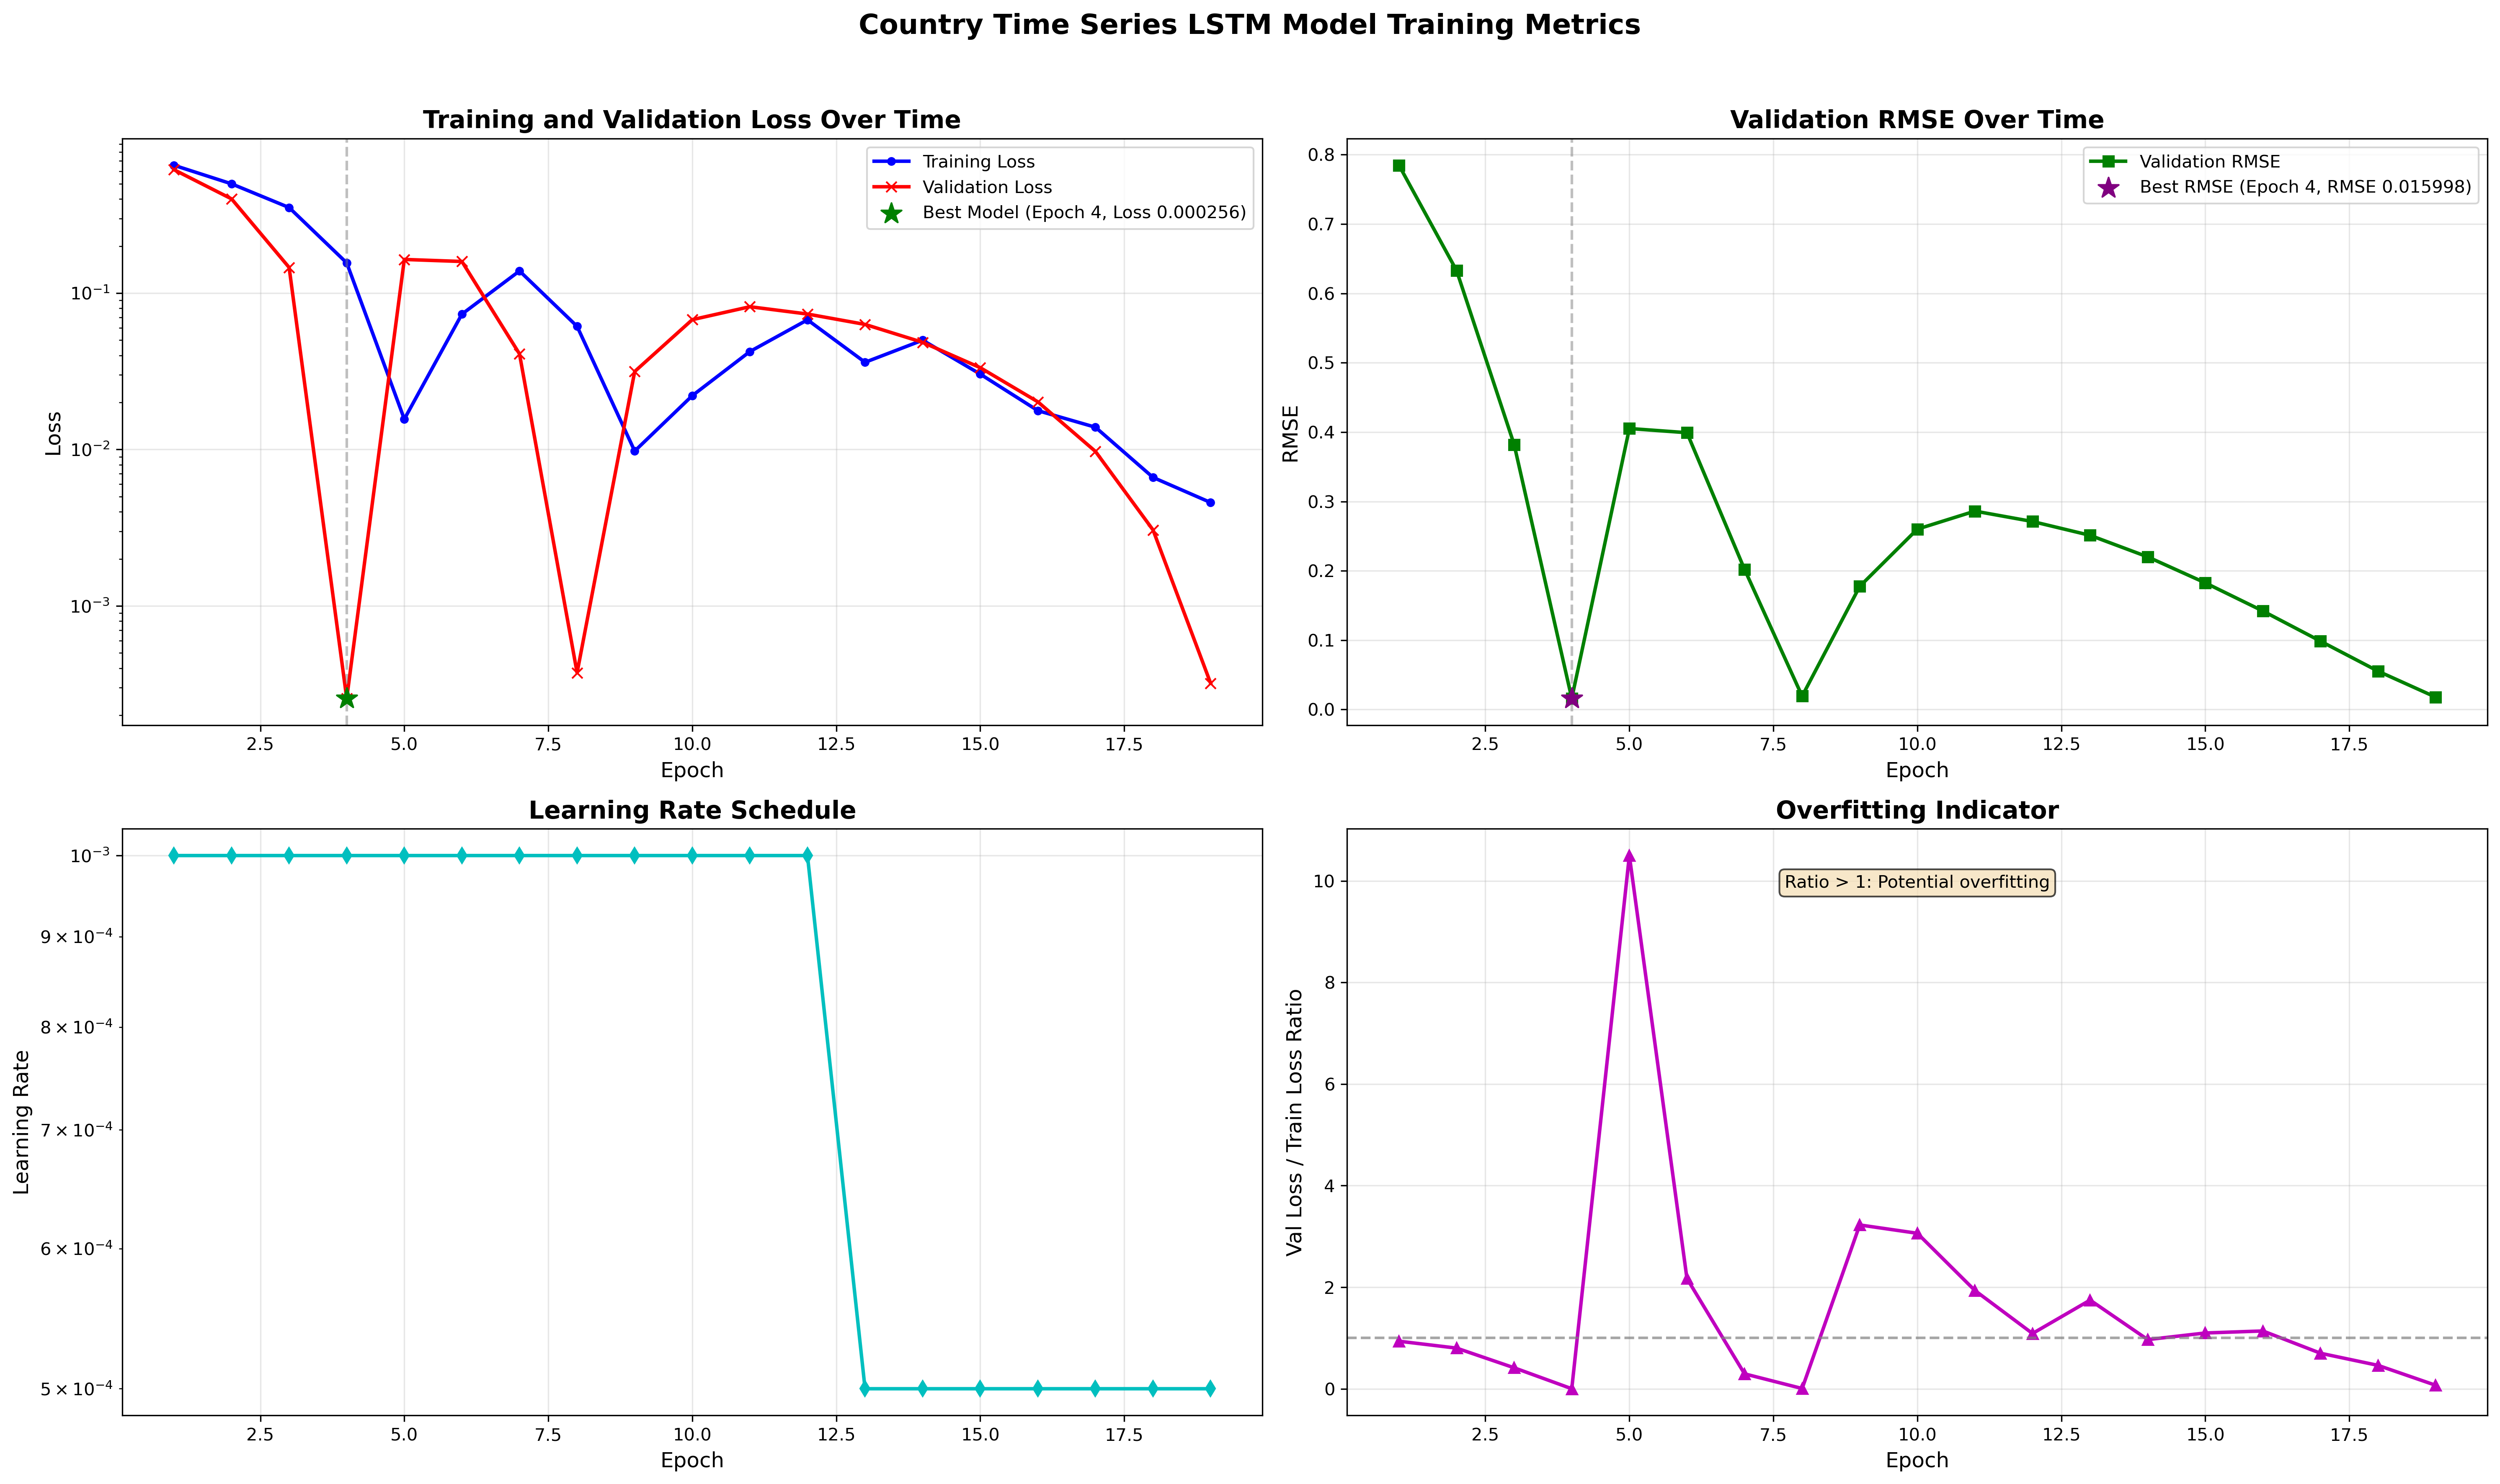 Country Time Series LSTM Model Training Metrics
Training and Validation Loss Over Time
Training Loss
Validation Loss
Best Model (Epoch 4, Loss 0.000256)
Loss
10⁻¹
10⁻²
10⁻³
2.5 5.0 7.5 10.0 12.5 15.0 17.5
Epoch
Validation RMSE Over Time
Validation RMSE
Best RMSE (Epoch 4, RMSE 0.015998)
RMSE
0.8
0.7
0.6
0.5
0.4
0.3
0.2
0.1
0.0
2.5 5.0 7.5 10.0 12.5 15.0 17.5
Epoch
Learning Rate Schedule
Learning Rate
10⁻³
9 × 10⁻⁴
8 × 10⁻⁴
7 × 10⁻⁴
6 × 10⁻⁴
5 × 10⁻⁴
2.5 5.0 7.5 10.0 12.5 15.0 17.5
Epoch
Overfitting Indicator
Ratio > 1: Potential overfitting
Val Loss / Train Loss Ratio
10
8
6
4
2
0
2.5 5.0 7.5 10.0 12.5 15.0 17.5
Epoch